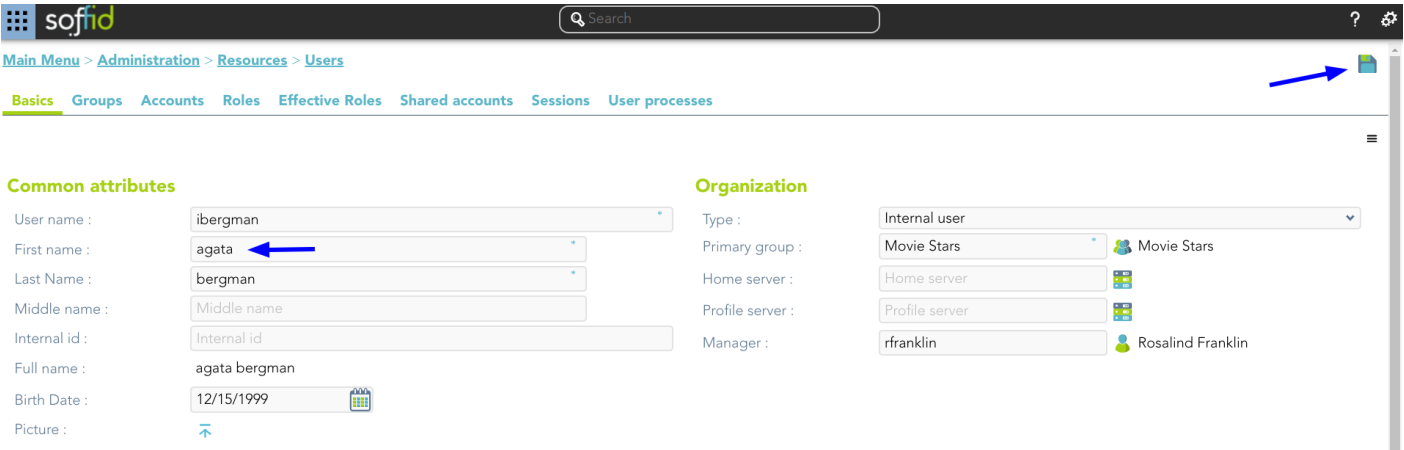 soffid
Search
?
Main Menu > Administration > Resources > Users
Basics Groups Accounts Roles Effective Roles Shared accounts Sessions User processes
Common attributes
User name : ibergman *
First name : agata *
Last Name : bergman *
Middle name : Middle name
Internal id : Internal id
Full name : agata bergman
Birth Date : 12/15/1999
Picture :
Organization
Type : Internal user
Primary group : Movie Stars * Movie Stars
Home server : Home server
Profile server : Profile server
Manager : rfranklin Rosalind Franklin